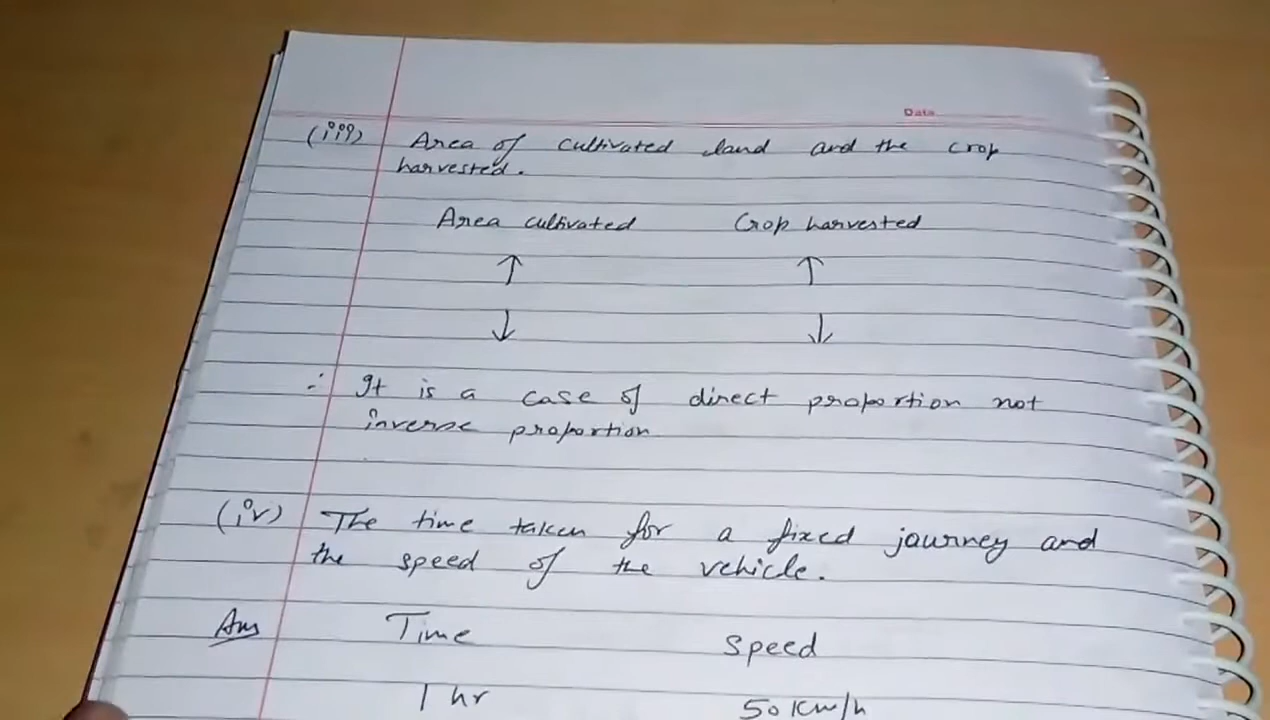 Date
(iii) Area of cultivated land and the crop
harvested.
Area cultivated Crop harvested
↑ ↑
↓ ↓
∴ It is a case of direct proportion not
inverse proportion
(iv) The time taken for a fixed journey and
the speed of the vehicle.
Ans Time Speed
1 hr 50 Km/h